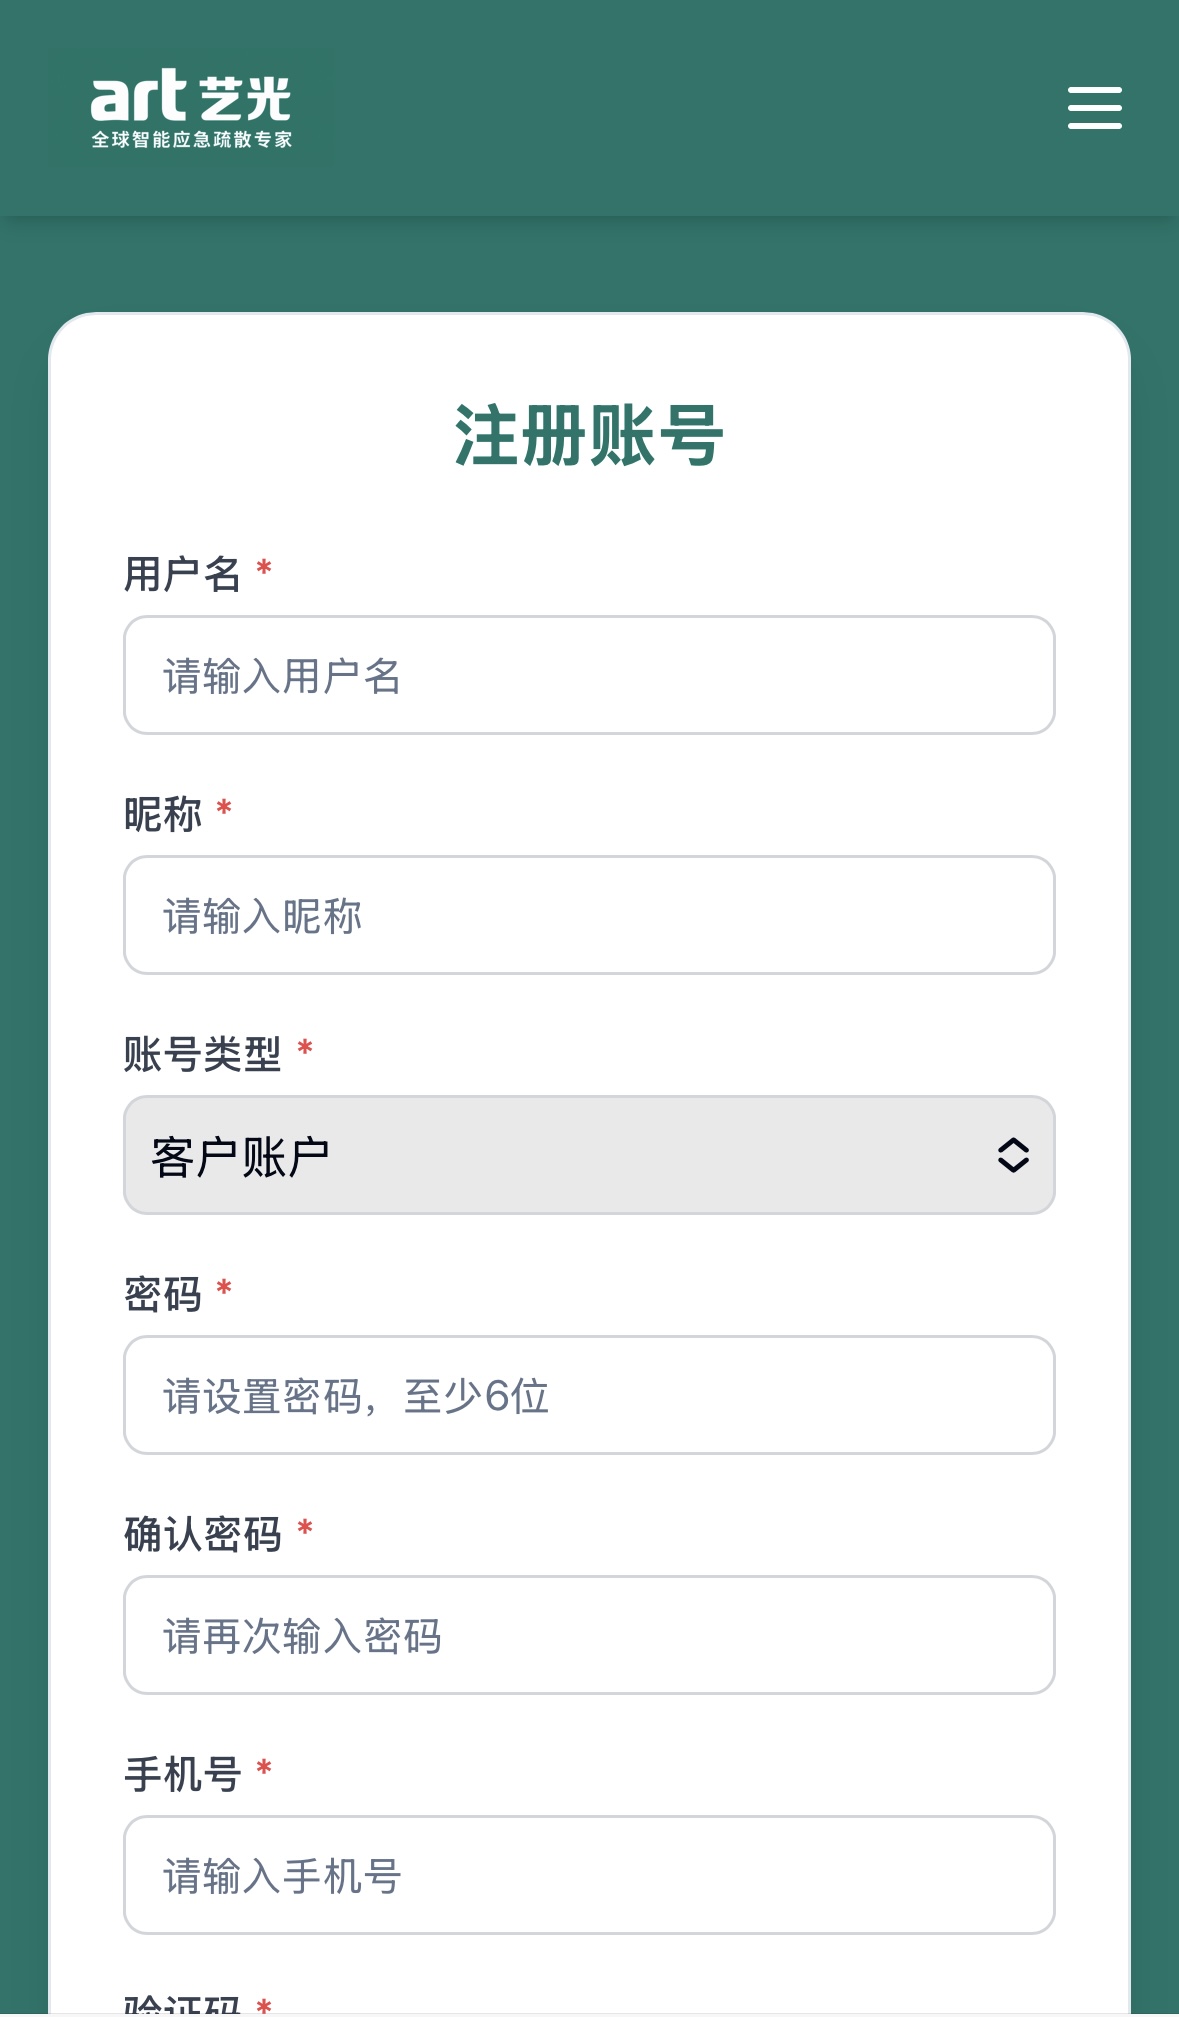 art 艺光
全球智能应急疏散专家
注册账号
用户名 *
请输入用户名
昵称 *
请输入昵称
账号类型 *
客户账户
密码 *
请设置密码，至少6位
确认密码 *
请再次输入密码
手机号 *
请输入手机号
验证码 *